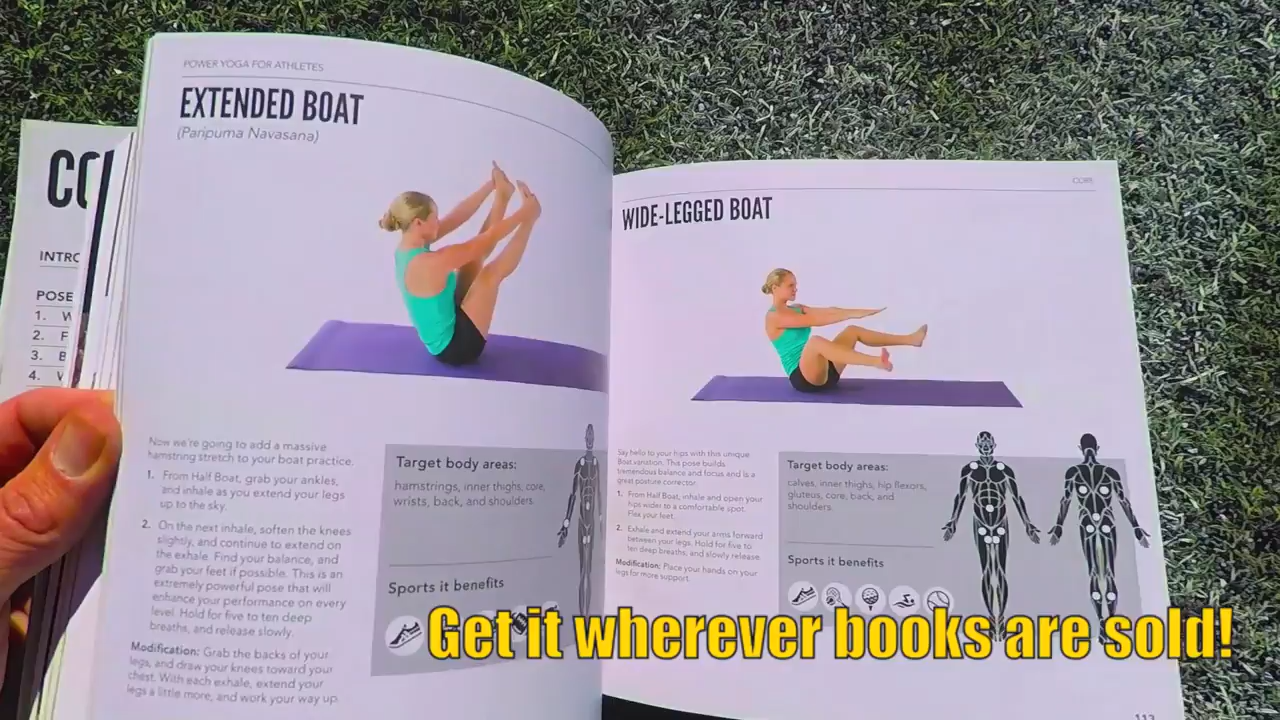 POWER YOGA FOR ATHLETES
EXTENDED BOAT
(Paripurna Navasana)
Now we're going to add a massive
hamstring stretch to your boat practice.
1. From Half Boat, grab your ankles,
and inhale as you extend your legs
up to the sky.
2. On the next inhale, soften the knees
slightly, and continue to extend on
the exhale. Find your balance, and
grab your feet if possible. This is an
extremely powerful pose that will
enhance your performance on every
level. Hold for five to ten deep
breaths, and release slowly.
Modification: Grab the backs of your
legs, and draw your knees toward your
chest. With each exhale, extend your
legs a little more, and work your way up.
Target body areas:
hamstrings, inner thighs, core,
wrists, back, and shoulders.
Sports it benefits
CORE
WIDE-LEGGED BOAT
Say hello to your hips with this unique
Boat variation. This pose builds
tremendous balance and focus and is a
great posture corrector.
1. From Half Boat, inhale and open your
hips wider to a comfortable spot.
Flex your feet.
2. Exhale and extend your arms forward
between your legs. Hold for five to
ten deep breaths, and slowly release.
Modification: Place your hands on your
legs for more support.
Target body areas:
calves, inner thighs, hip flexors,
gluteus, core, back, and
shoulders.
Sports it benefits
113
INTRO
POSE
1. W
2. F
3. B
4.
Get it wherever books are sold!